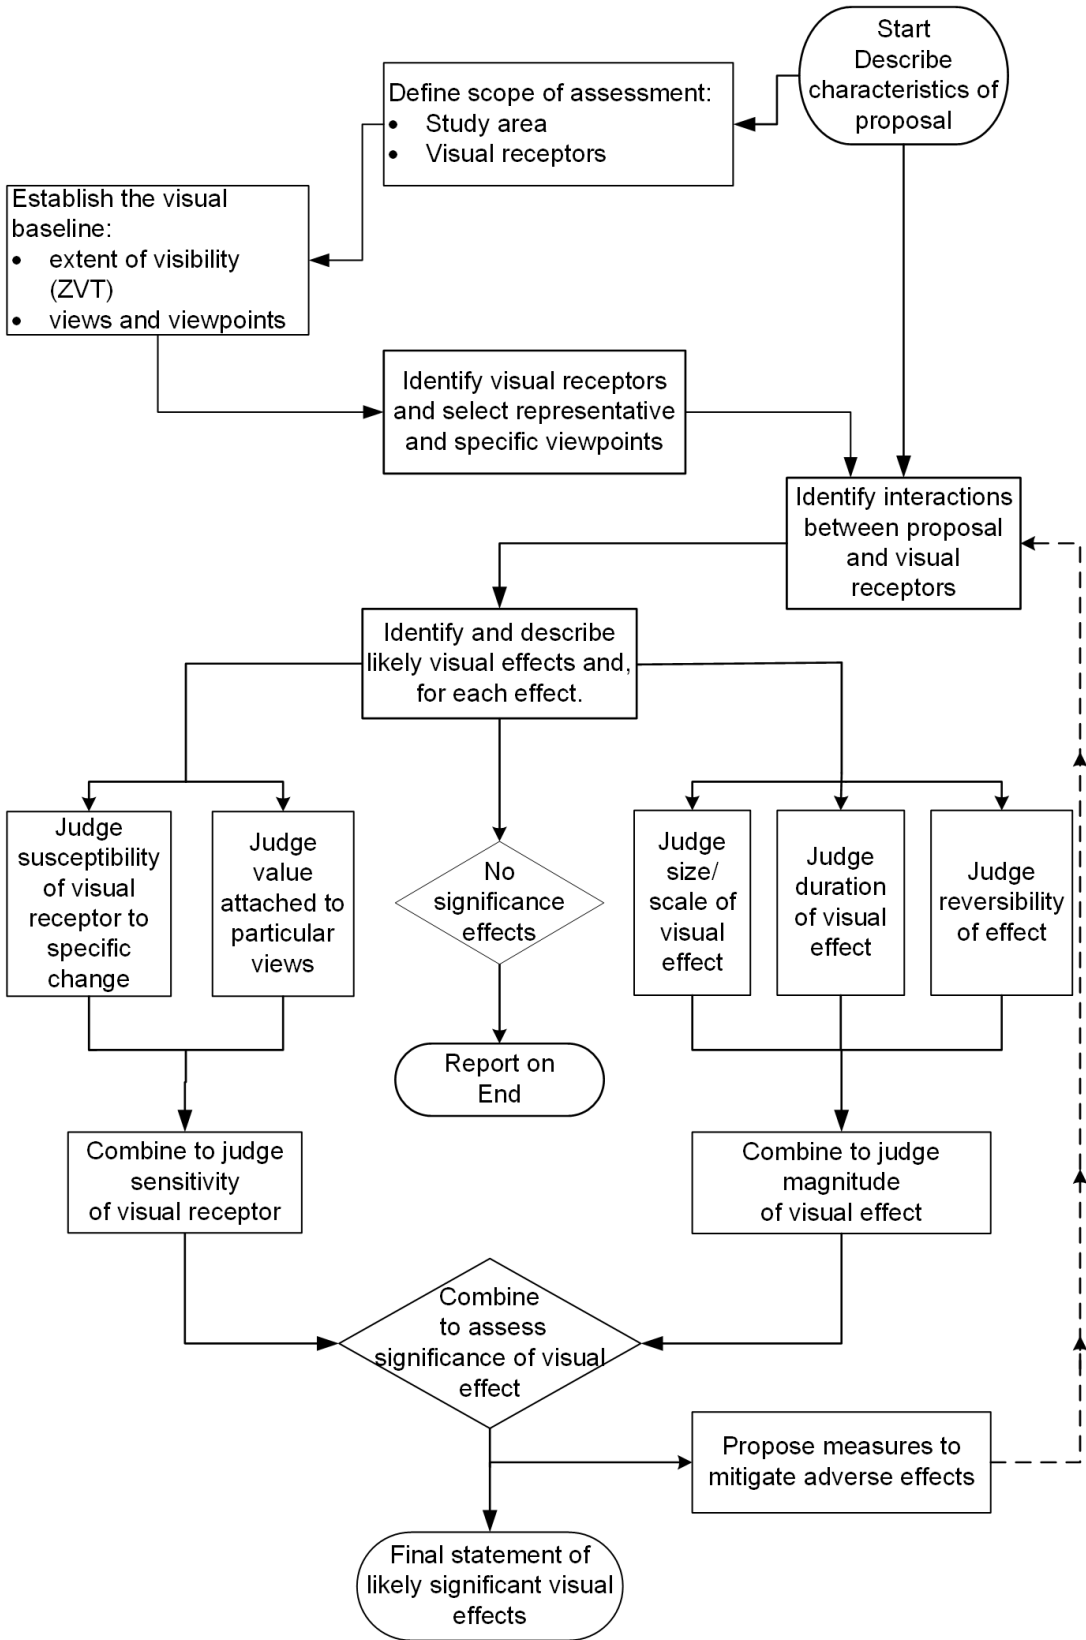 Start
Describe
characteristics of
proposal
Define scope of assessment:
• Study area
• Visual receptors
Establish the visual
baseline:
• extent of visibility
(ZVT)
• views and viewpoints
Identify visual receptors
and select representative
and specific viewpoints
Identify interactions
between proposal
and visual
receptors
Identify and describe
likely visual effects and,
for each effect.
Judge
susceptibility
of visual
receptor to
specific
change
Judge
value
attached to
particular
views
No
significance
effects
Judge
size/
scale of
visual
effect
Judge
duration
of visual
effect
Judge
reversibility
of effect
Report on
End
Combine to judge
sensitivity
of visual receptor
Combine to judge
magnitude
of visual effect
Combine
to assess
significance of visual
effect
Propose measures to
mitigate adverse effects
Final statement of
likely significant visual
effects